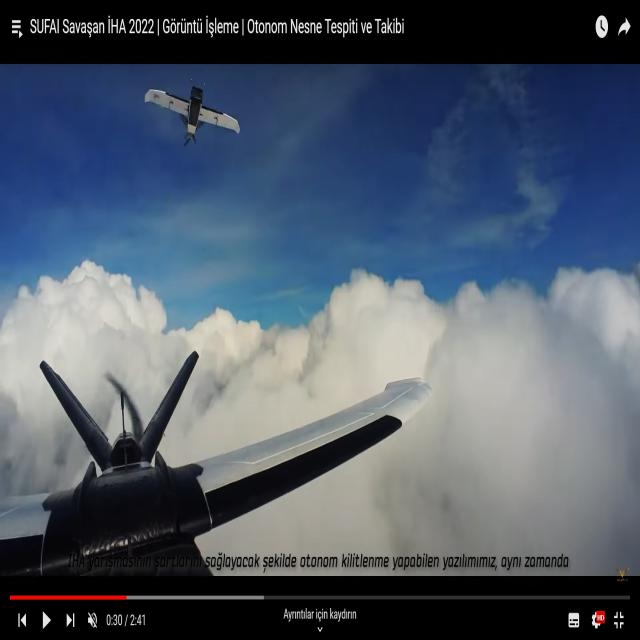 SUFAI Savaşan İHA 2022 | Görüntü İşleme | Otonom Nesne Tespiti ve Takibi
İHA yarışmasının şartlarını sağlayacak şekilde otonom kilitlenme yapabilen yazılımımız, aynı zamanda
0:30 / 2:41
Ayrıntılar için kaydırın
HD